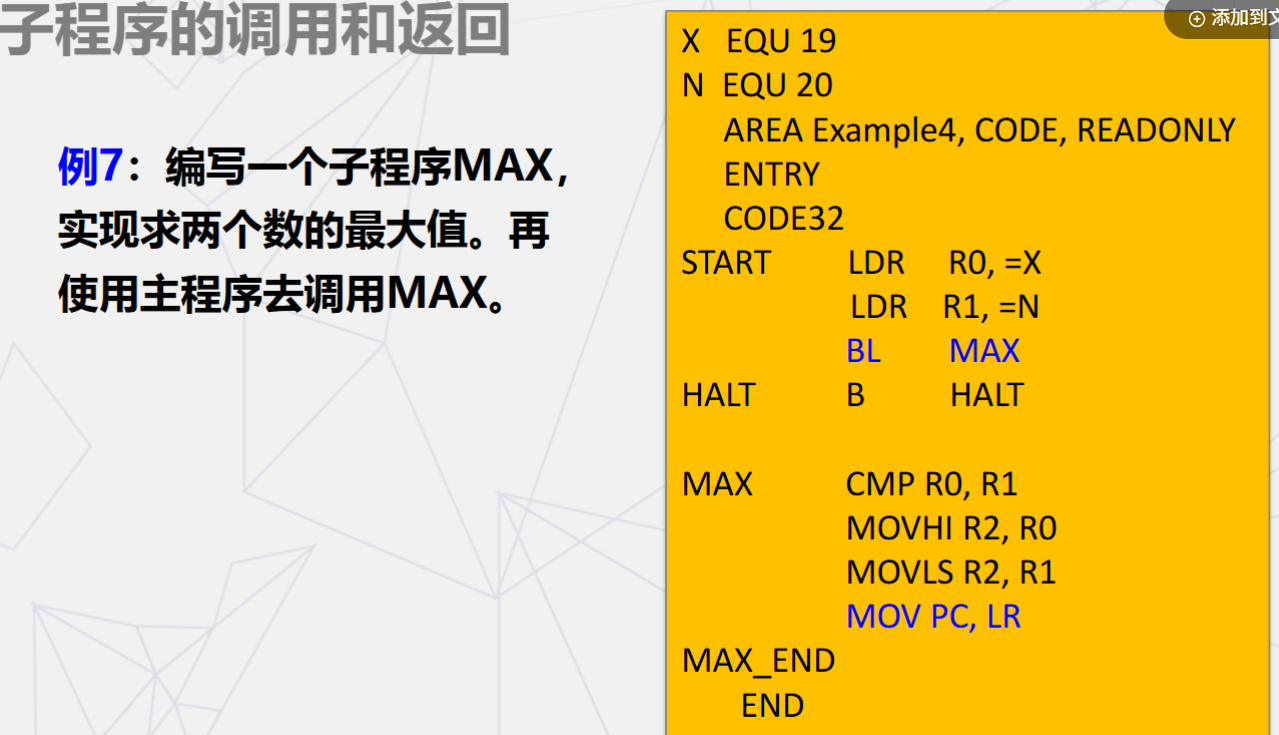 子程序的调用和返回
添加到文
例7：编写一个子程序MAX，
实现求两个数的最大值。再
使用主程序去调用MAX。
X EQU 19
N EQU 20
AREA Example4, CODE, READONLY
ENTRY
CODE32
START LDR R0, =X
LDR R1, =N
BL MAX
HALT B HALT
MAX CMP R0, R1
MOVHI R2, R0
MOVLS R2, R1
MOV PC, LR
MAX_END
END